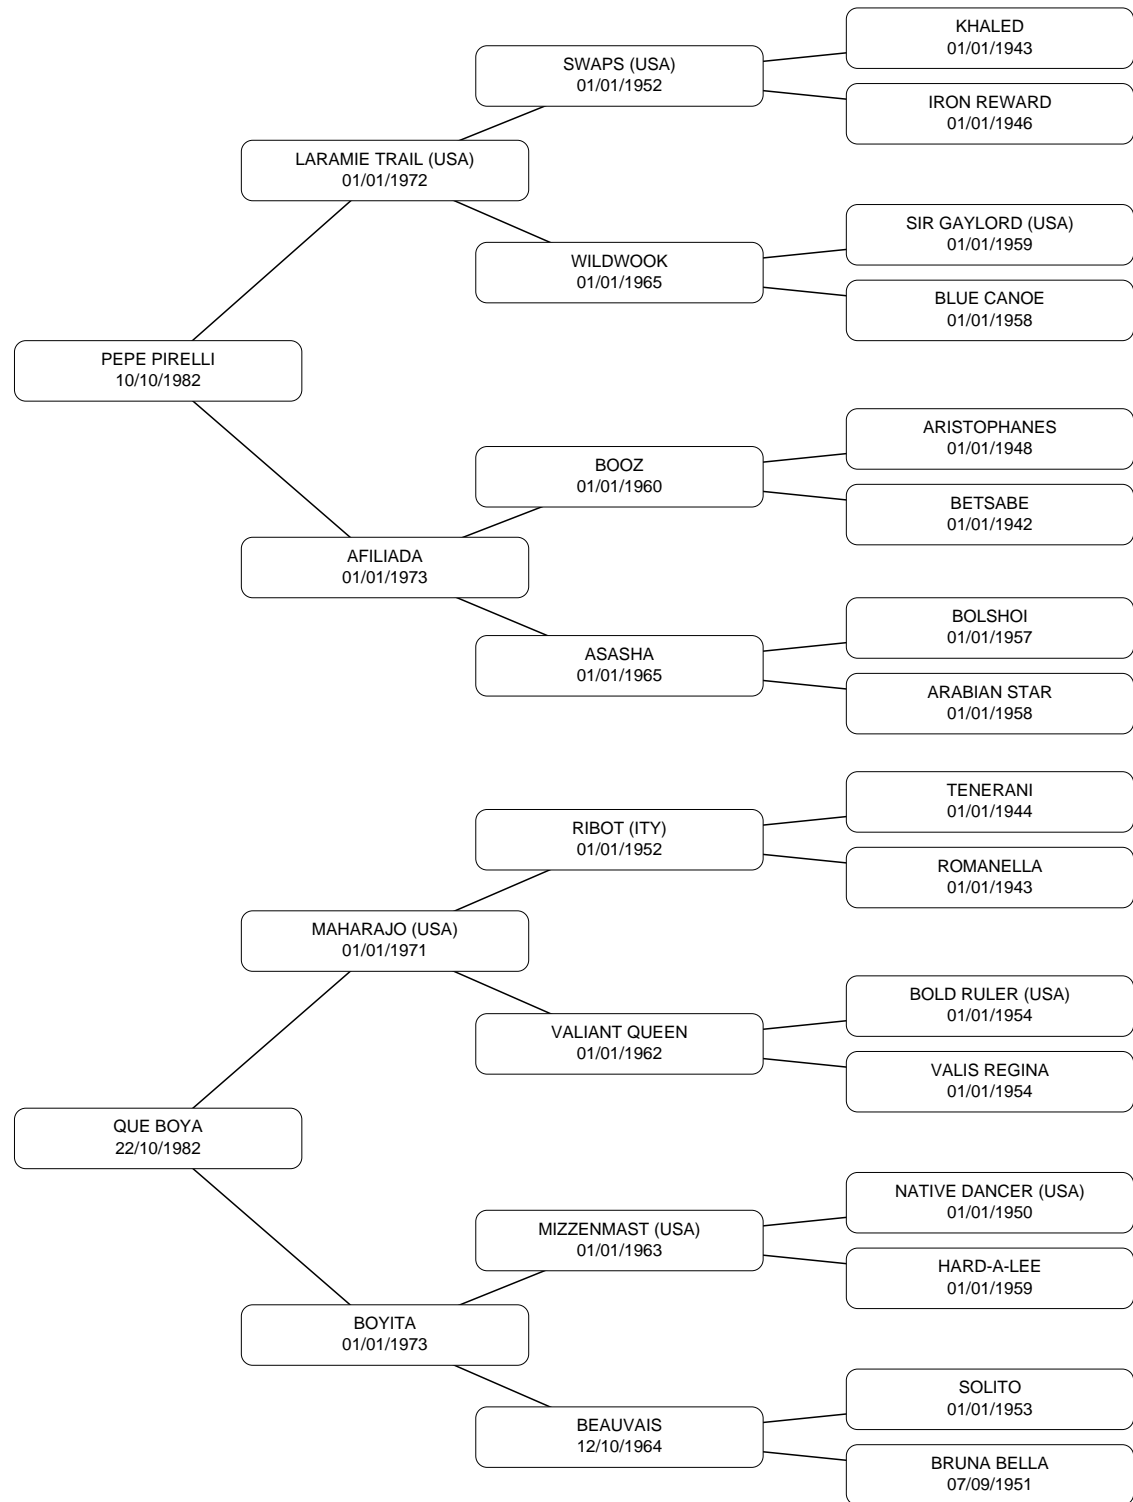 KHALED
01/01/1943
SWAPS (USA)
01/01/1952
IRON REWARD
01/01/1946
LARAMIE TRAIL (USA)
01/01/1972
SIR GAYLORD (USA)
01/01/1959
WILDWOOK
01/01/1965
BLUE CANOE
01/01/1958
PEPE PIRELLI
10/10/1982
ARISTOPHANES
01/01/1948
BOOZ
01/01/1960
BETSABE
01/01/1942
AFILIADA
01/01/1973
BOLSHOI
01/01/1957
ASASHA
01/01/1965
ARABIAN STAR
01/01/1958
TENERANI
01/01/1944
RIBOT (ITY)
01/01/1952
ROMANELLA
01/01/1943
MAHARAJO (USA)
01/01/1971
BOLD RULER (USA)
01/01/1954
VALIANT QUEEN
01/01/1962
VALIS REGINA
01/01/1954
QUE BOYA
22/10/1982
NATIVE DANCER (USA)
01/01/1950
MIZZENMAST (USA)
01/01/1963
HARD-A-LEE
01/01/1959
BOYITA
01/01/1973
SOLITO
01/01/1953
BEAUVAIS
12/10/1964
BRUNA BELLA
07/09/1951